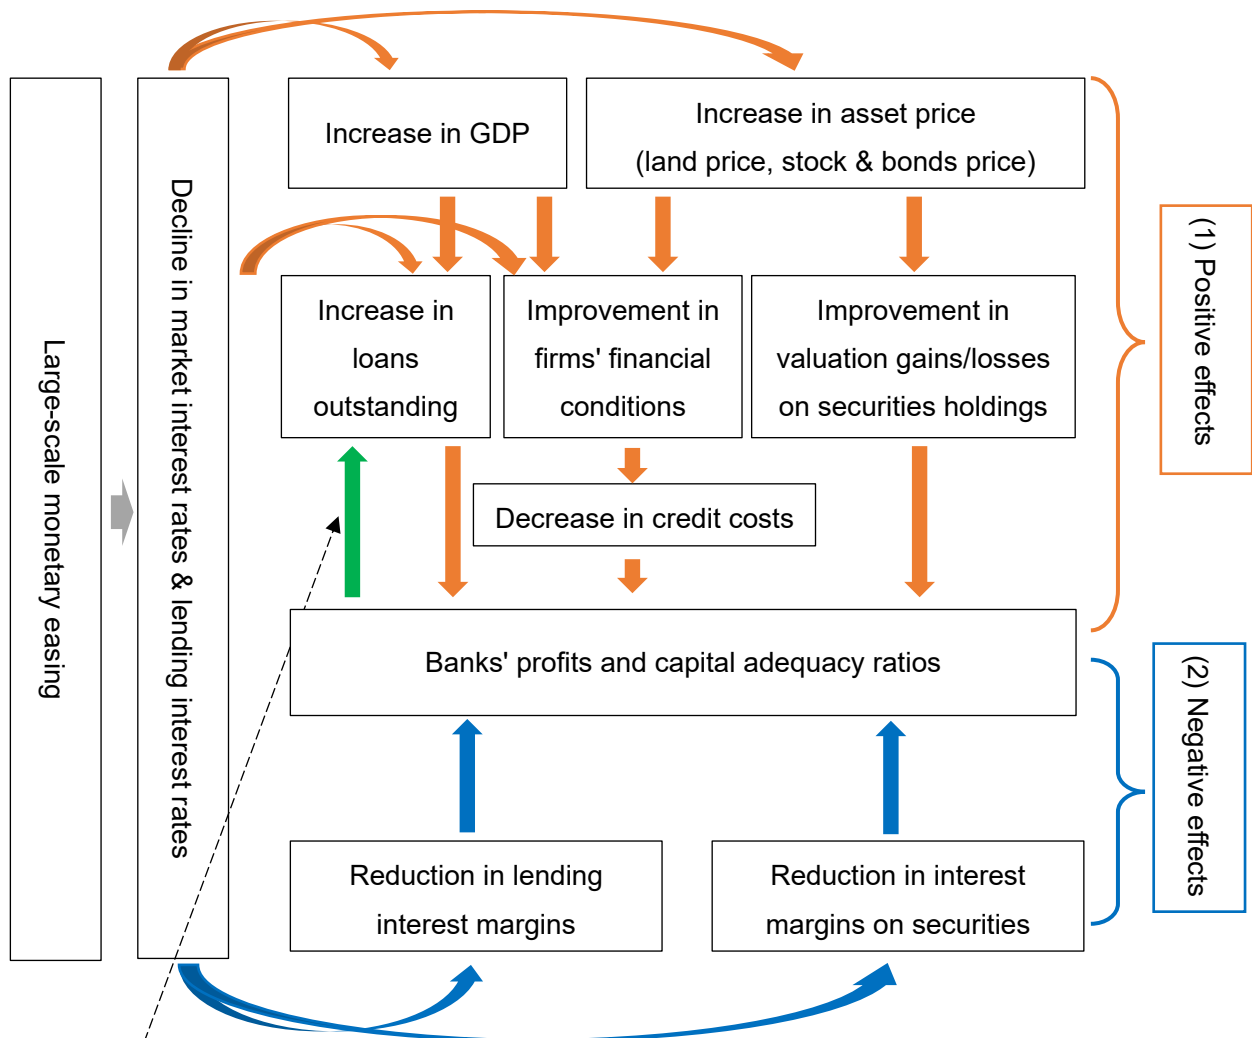 Large-scale monetary
easing
Decline in market interest rates & lending interest rates
Increase in GDP
Increase in asset price
(land price, stock & bonds price)
Increase in
loans
outstanding
Improvement in
firms' financial
conditions
Improvement in
valuation gains/losses
on securities holdings
Decrease in credit costs
Banks' profits and capital adequacy ratios
Reduction in lending
interest margins
Reduction in interest
margins on securities
(1) Positive effects
(2) Negative effects